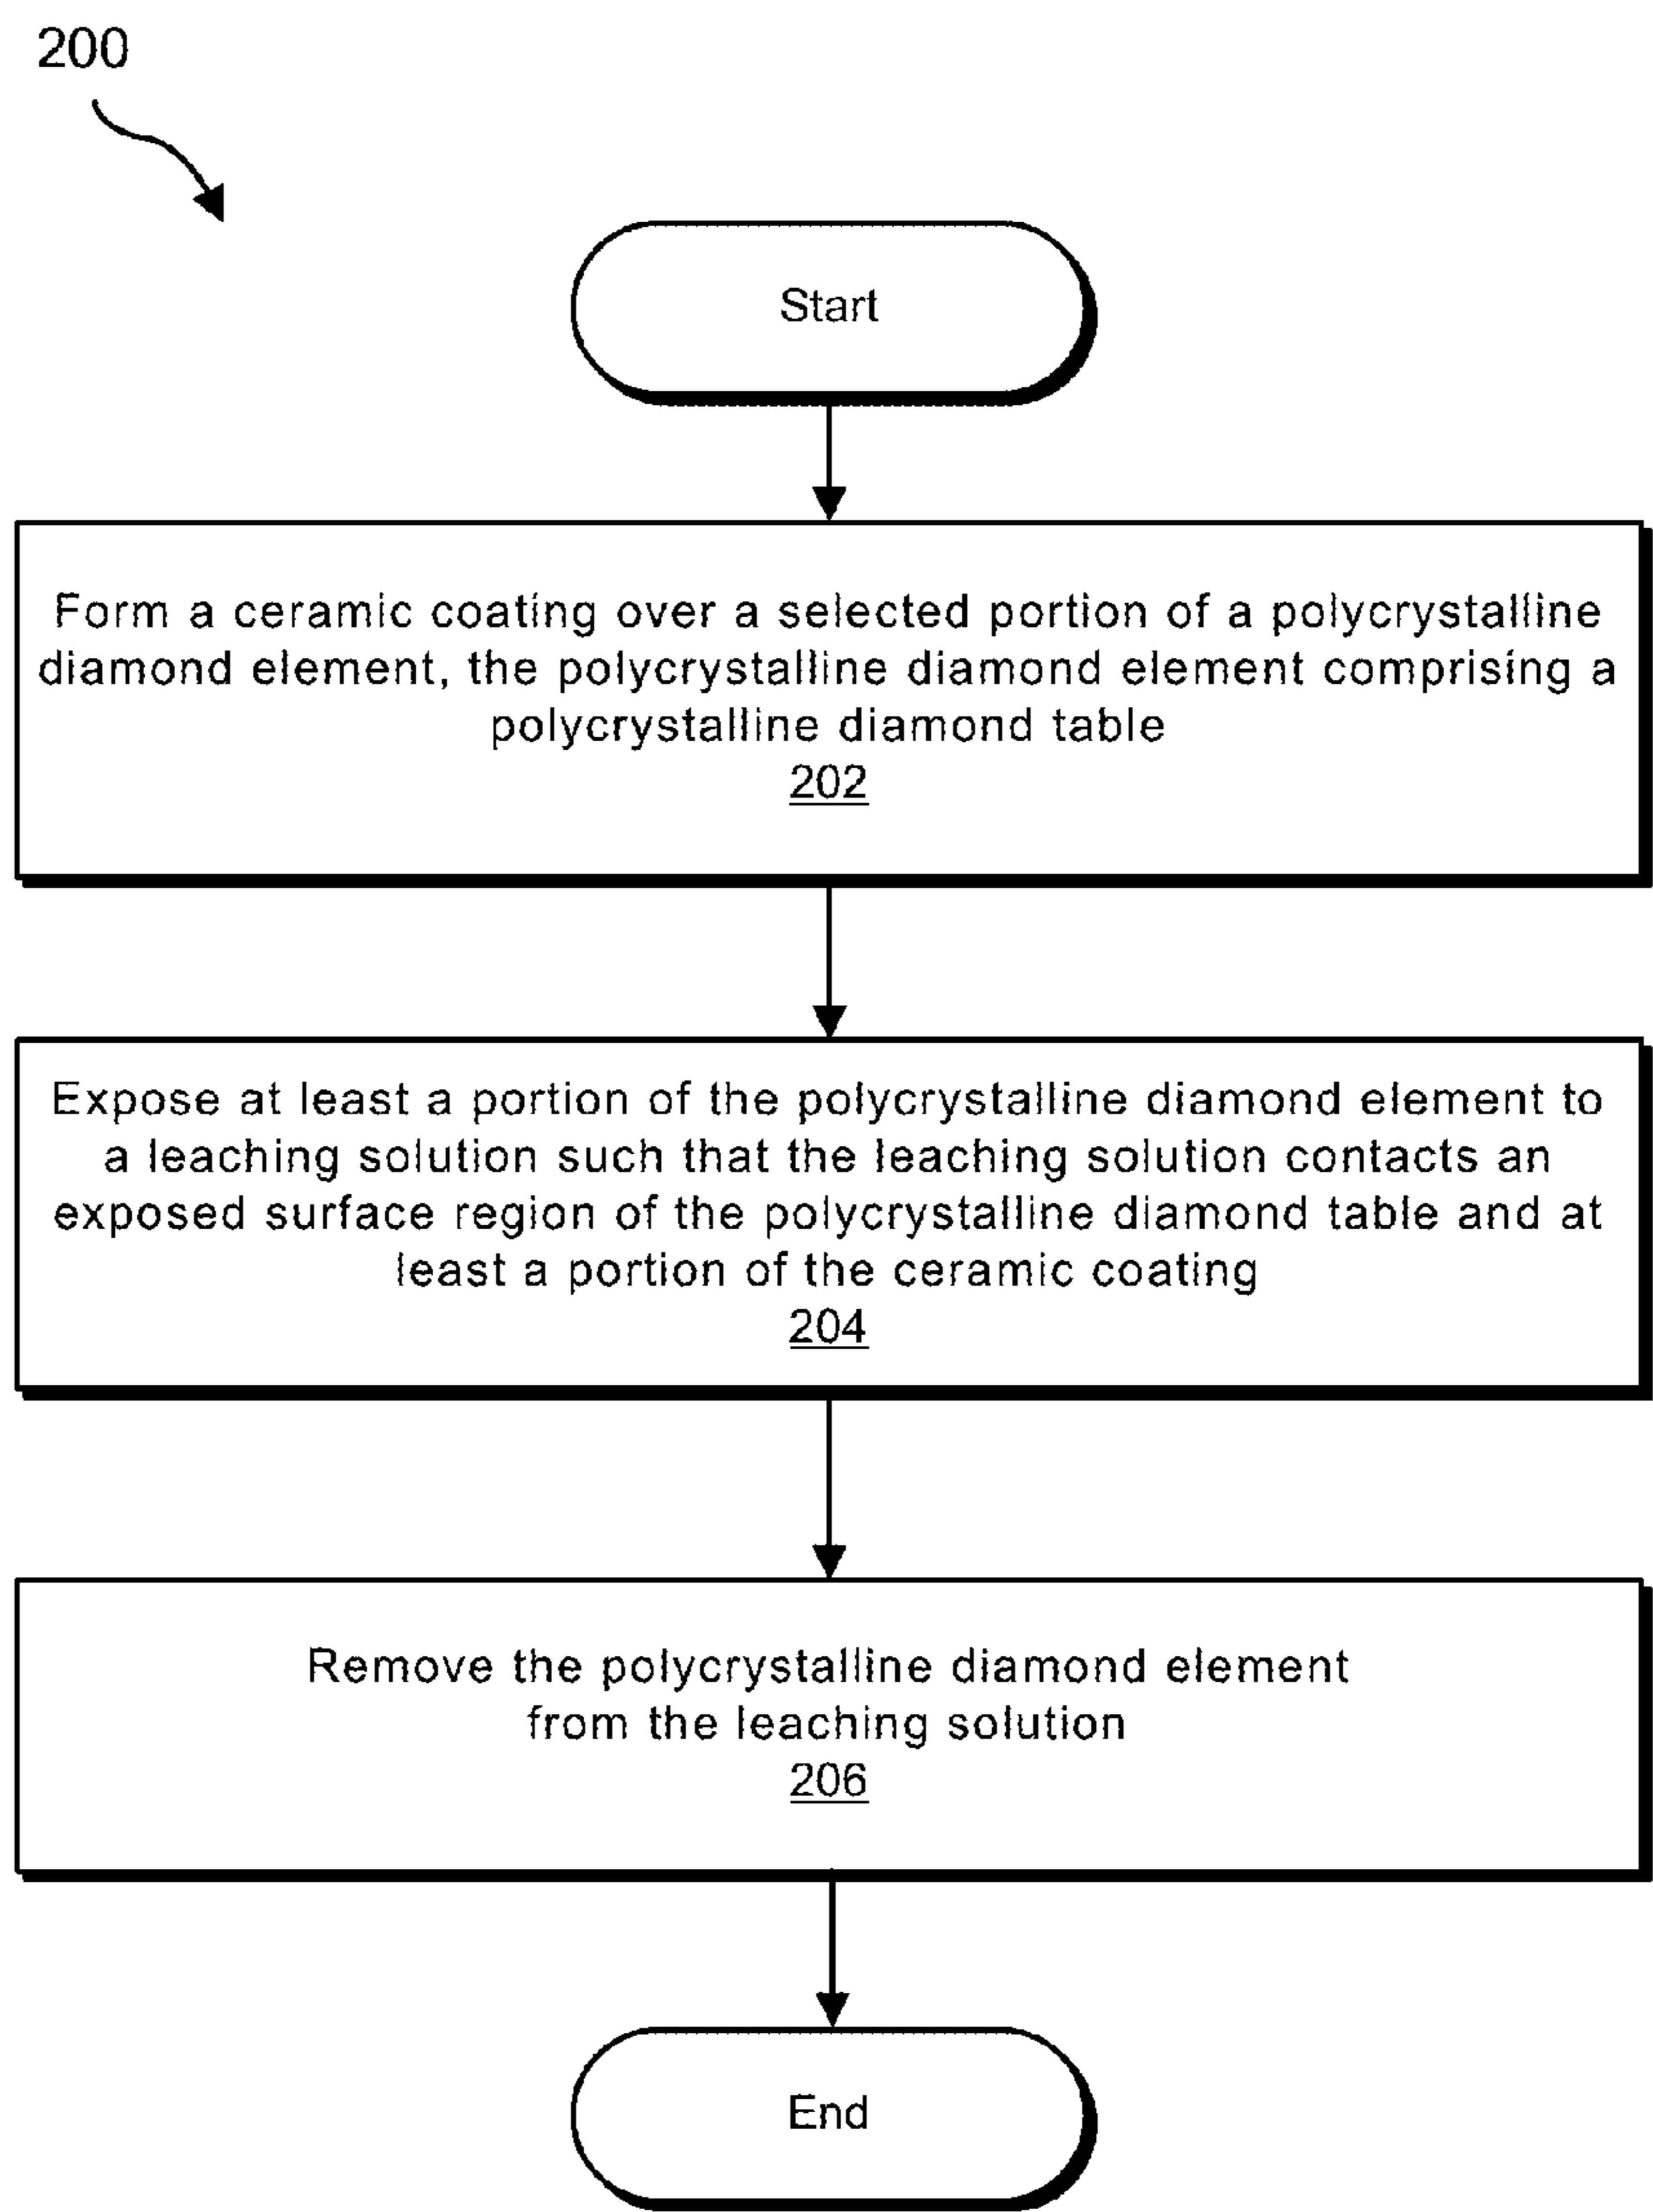 200
Start
Form a ceramic coating over a selected portion of a polycrystalline
diamond element, the polycrystalline diamond element comprising a
polycrystalline diamond table
202
Expose at least a portion of the polycrystalline diamond element to
a leaching solution such that the leaching solution contacts an
exposed surface region of the polycrystalline diamond table and at
least a portion of the ceramic coating
204
Remove the polycrystalline diamond element
from the leaching solution
206
End